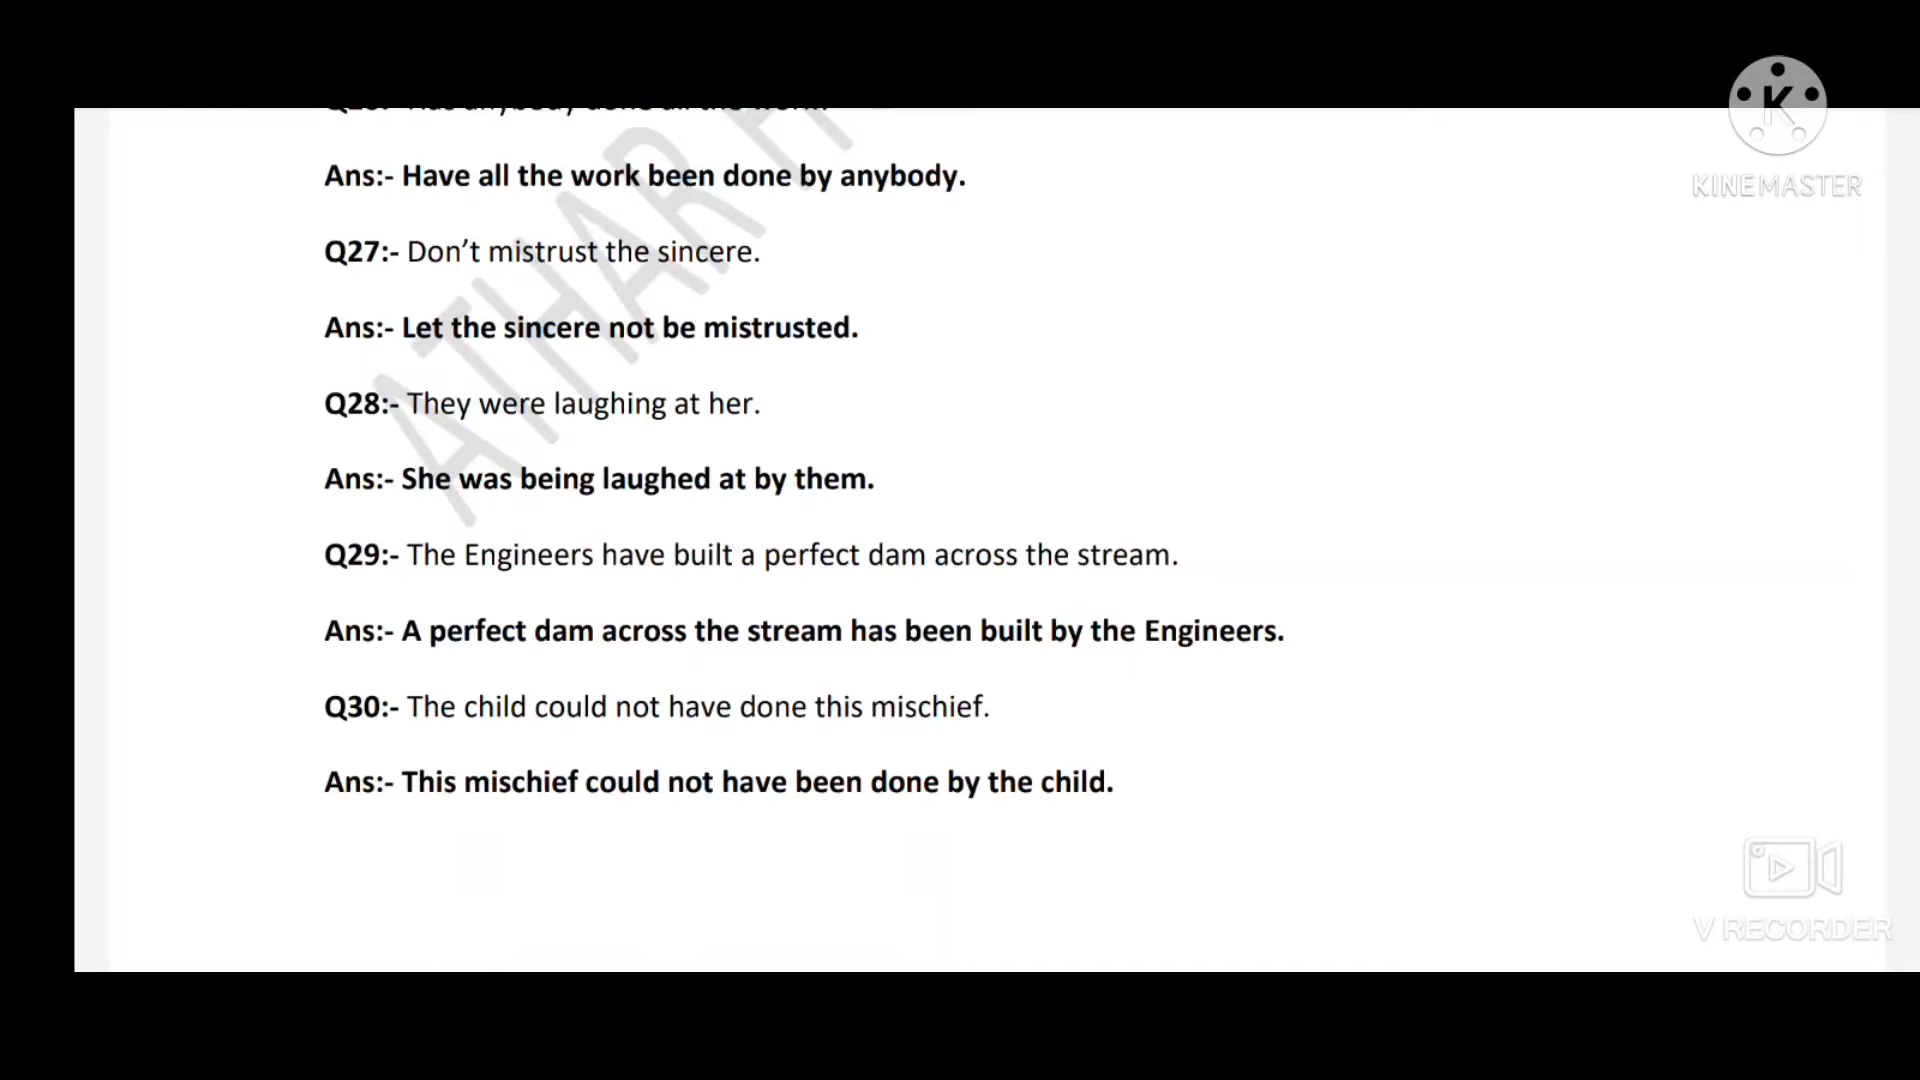 Ans:- Have all the work been done by anybody.
Q27:- Don’t mistrust the sincere.
Ans:- Let the sincere not be mistrusted.
Q28:- They were laughing at her.
Ans:- She was being laughed at by them.
Q29:- The Engineers have built a perfect dam across the stream.
Ans:- A perfect dam across the stream has been built by the Engineers.
Q30:- The child could not have done this mischief.
Ans:- This mischief could not have been done by the child.
ATHAR
K
KINEMASTER
V RECORDER